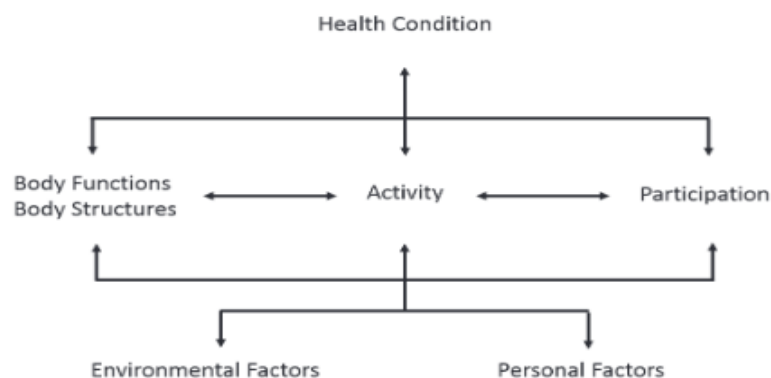 Health Condition
Body Functions
Body Structures
Activity
Participation
Environmental Factors
Personal Factors